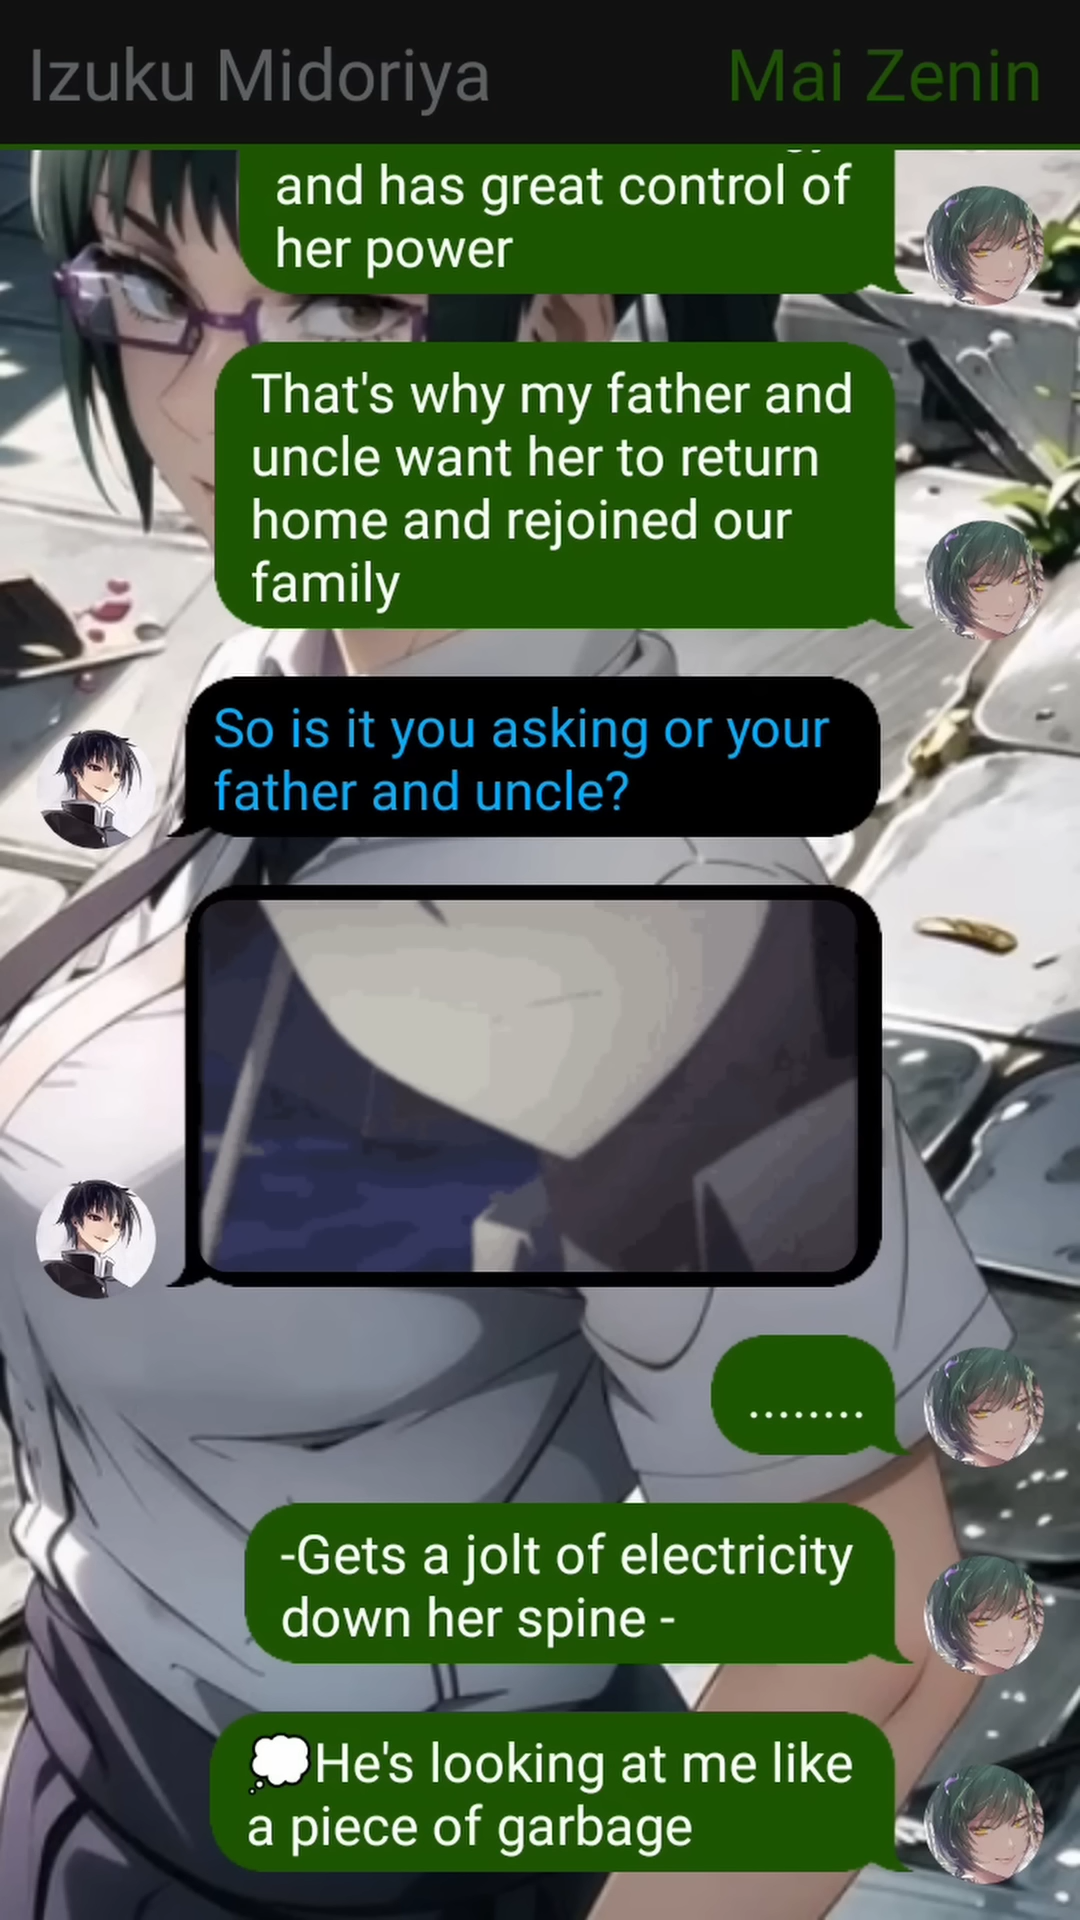 Izuku Midoriya
Mai Zenin
and has great control of
her power
That's why my father and
uncle want her to return
home and rejoined our
family
So is it you asking or your
father and uncle?
........
-Gets a jolt of electricity
down her spine -
💭He's looking at me like
a piece of garbage